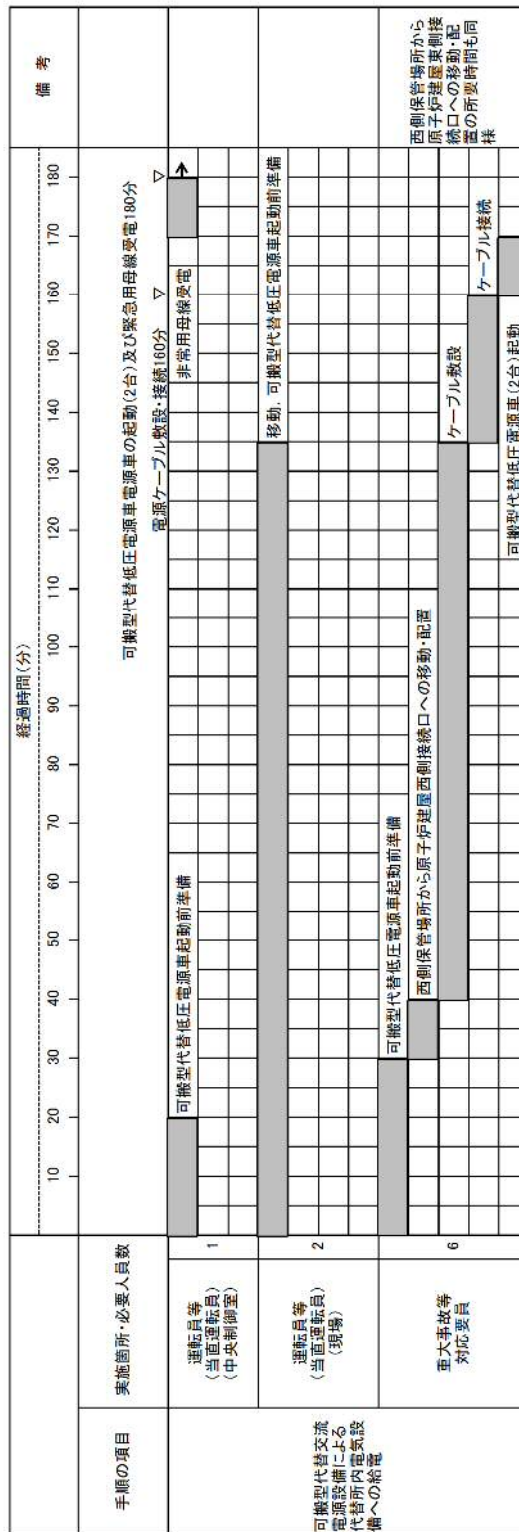 経過時間(分)
備 考
手順の項目
実施箇所・必要人員数
10 20 30 40 50 60 70 80 90 100 110 120 130 140 150 160 170 180
可搬型代替低圧電源車電源車の起動(2台)及び緊急用母線受電180分
▽
電源ケーブル敷設・接続160分
▽
可搬型代替交流
電源設備による
代替所内電気設
備への給電
運転員等
(当直運転員)
(中央制御室)
1
可搬型代替低圧電源車起動前準備
非常用母線受電
運転員等
(当直運転員)
(現場)
2
移動,可搬型代替低圧電源車起動前準備
重大事故等
対応要員
6
可搬型代替低圧電源車起動前準備
西側保管場所から原子炉建屋西側接続口への移動・配置
ケーブル敷設
ケーブル接続
可搬型代替低圧電源車(2台)起動
西側保管場所から
原子炉建屋東側接
続口への移動・配
置の所要時間も同
様